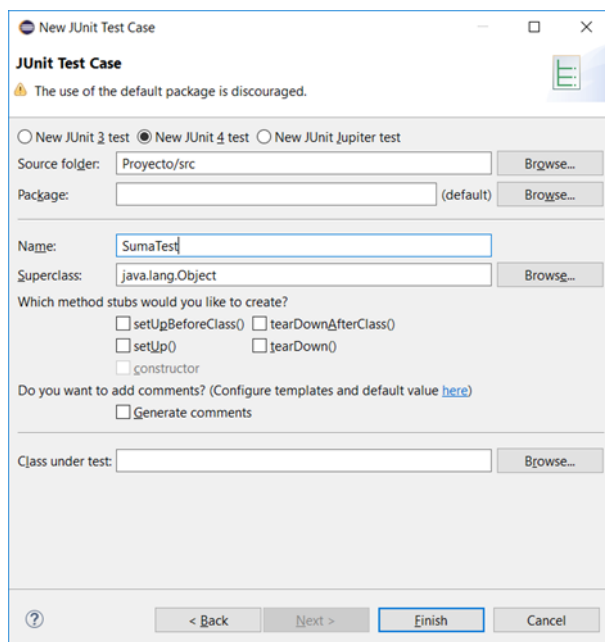 New JUnit Test Case
JUnit Test Case
The use of the default package is discouraged.
New JUnit 3 test New JUnit 4 test New JUnit Jupiter test
Source folder: Proyecto/src Browse...
Package: (default) Browse...
Name: SumaTest
Superclass: java.lang.Object Browse...
Which method stubs would you like to create?
setUpBeforeClass() tearDownAfterClass()
setUp() tearDown()
constructor
Do you want to add comments? (Configure templates and default value here)
Generate comments
Class under test: Browse...
? < Back Next > Finish Cancel